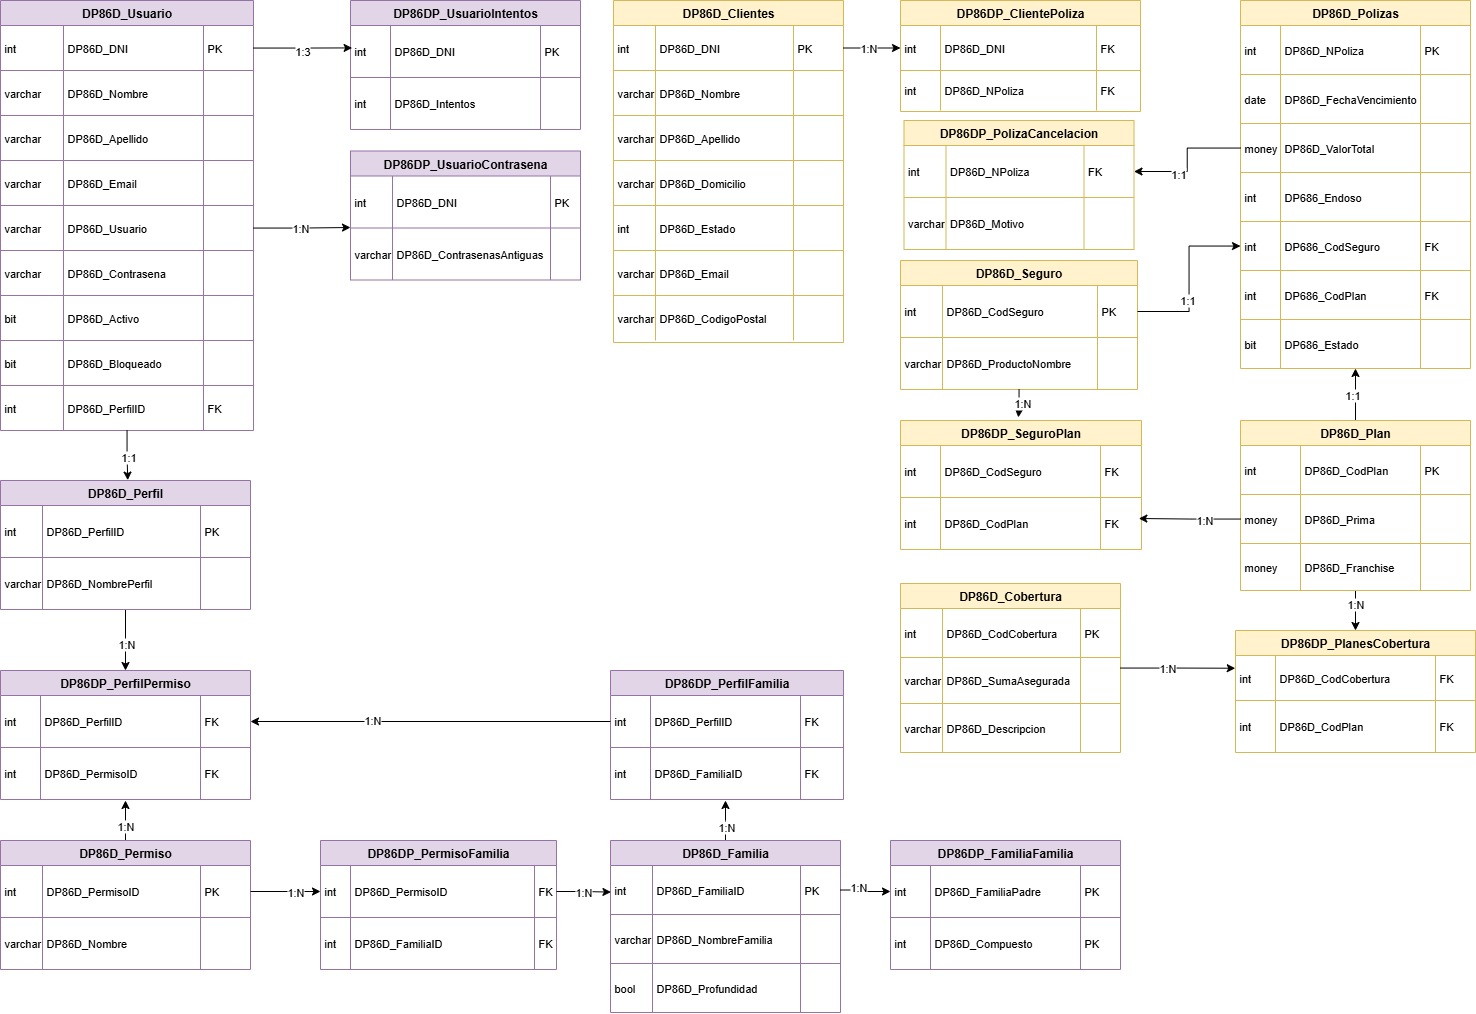 DP86D_Usuario
int DP86D_DNI PK
varchar DP86D_Nombre
varchar DP86D_Apellido
varchar DP86D_Email
varchar DP86D_Usuario
varchar DP86D_Contrasena
bit DP86D_Activo
bit DP86D_Bloqueado
int DP86D_PerfilID FK
1:3
1:N
1:1
DP86DP_UsuarioIntentos
int DP86D_DNI PK
int DP86D_Intentos
DP86DP_UsuarioContrasena
int DP86D_DNI PK
varchar DP86D_ContrasenasAntiguas
DP86D_Clientes
int DP86D_DNI PK
varchar DP86D_Nombre
varchar DP86D_Apellido
varchar DP86D_Domicilio
int DP86D_Estado
varchar DP86D_Email
varchar DP86D_CodigoPostal
1:N
DP86DP_ClientePoliza
int DP86D_DNI FK
int DP86D_NPoliza FK
DP86DP_PolizaCancelacion
int DP86D_NPoliza FK
varchar DP86D_Motivo
1:1
DP86D_Seguro
int DP86D_CodSeguro PK
varchar DP86D_ProductoNombre
1:1
1:N
DP86D_Polizas
int DP86D_NPoliza PK
date DP86D_FechaVencimiento
money DP86D_ValorTotal
int DP686_Endoso
int DP686_CodSeguro FK
int DP686_CodPlan FK
bit DP686_Estado
1:1
DP86DP_SeguroPlan
int DP86D_CodSeguro FK
int DP86D_CodPlan FK
1:N
DP86D_Plan
int DP86D_CodPlan PK
money DP86D_Prima
money DP86D_Franchise
1:N
DP86D_Cobertura
int DP86D_CodCobertura PK
varchar DP86D_SumaAsegurada
varchar DP86D_Descripcion
1:N
DP86DP_PlanesCobertura
int DP86D_CodCobertura FK
int DP86D_CodPlan FK
DP86D_Perfil
int DP86D_PerfilID PK
varchar DP86D_NombrePerfil
1:N
DP86DP_PerfilPermiso
int DP86D_PerfilID FK
int DP86D_PermisoID FK
1:N
DP86DP_PerfilFamilia
int DP86D_PerfilID FK
int DP86D_FamiliaID FK
1:N
1:N
DP86D_Permiso
int DP86D_PermisoID PK
varchar DP86D_Nombre
1:N
DP86DP_PermisoFamilia
int DP86D_PermisoID FK
int DP86D_FamiliaID FK
1:N
DP86D_Familia
int DP86D_FamiliaID PK
varchar DP86D_NombreFamilia
bool DP86D_Profundidad
1:N
DP86DP_FamiliaFamilia
int DP86D_FamiliaPadre PK
int DP86D_Compuesto PK